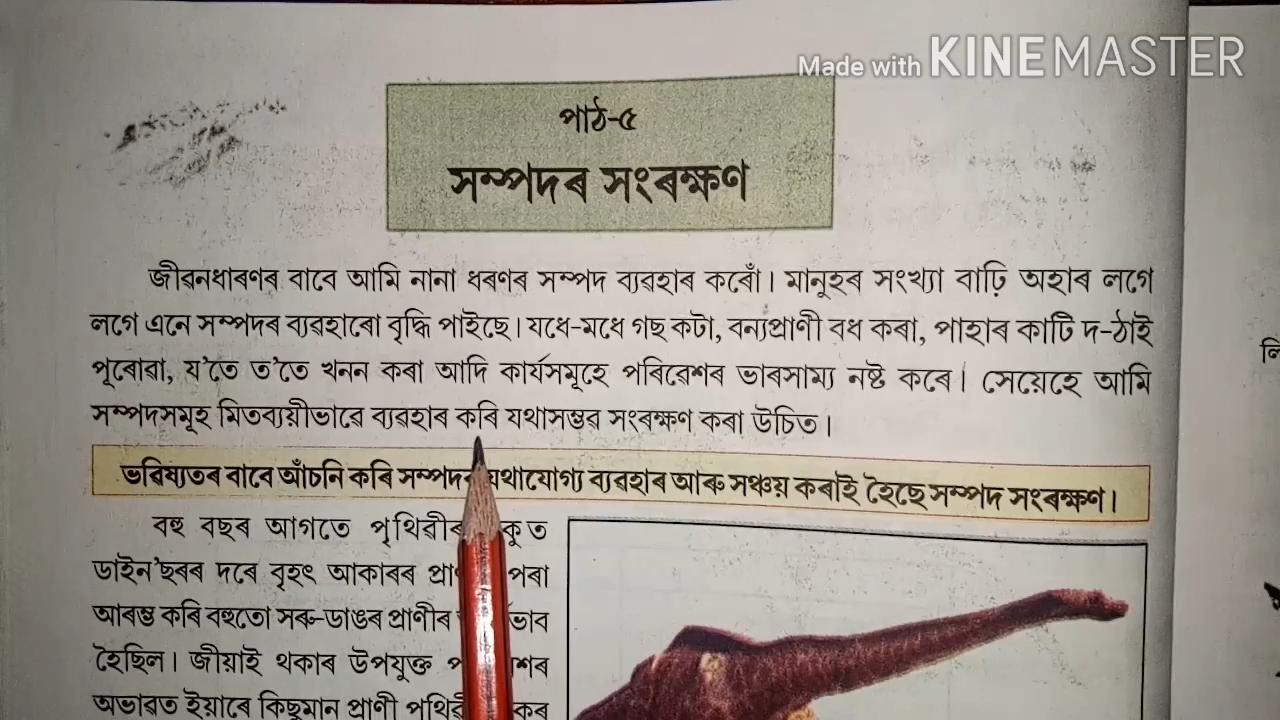 Made with KINEMASTER
পাঠ-৫
সম্পদৰ সংৰক্ষণ
জীৱনধাৰণৰ বাবে আমি নানা ধৰণৰ সম্পদ ব্যৱহাৰ কৰোঁ। মানুহৰ সংখ্যা বাঢ়ি অহাৰ লগে
লগে এনে সম্পদৰ ব্যৱহাৰো বৃদ্ধি পাইছে। যধে-মধে গছ কটা, বন্যপ্ৰাণী বধ কৰা, পাহাৰ কাটি দ-ঠাই
পূৰোৱা, য'তে ত'তে খনন কৰা আদি কাৰ্যসমূহে পৰিৱেশৰ ভাৰসাম্য নষ্ট কৰে। সেয়েহে আমি
সম্পদসমূহ মিতব্যয়ীভাৱে ব্যৱহাৰ কৰি যথাসম্ভৱ সংৰক্ষণ কৰা উচিত।
ভৱিষ্যতৰ বাবে আঁচনি কৰি সম্পদৰ যথাযোগ্য ব্যৱহাৰ আৰু সঞ্চয় কৰাই হৈছে সম্পদ সংৰক্ষণ।
বহু বছৰ আগতে পৃথিৱীৰ
ডাইন'ছৰৰ দৰে বৃহৎ আকাৰৰ পৰা
আৰম্ভ কৰি বহুতো সৰু-ডাঙৰ প্ৰাণীৰ
হৈছিল। জীয়াই থকাৰ উপযুক্ত
অভাৱত ইয়াৰে কিছুমান প্ৰাণী